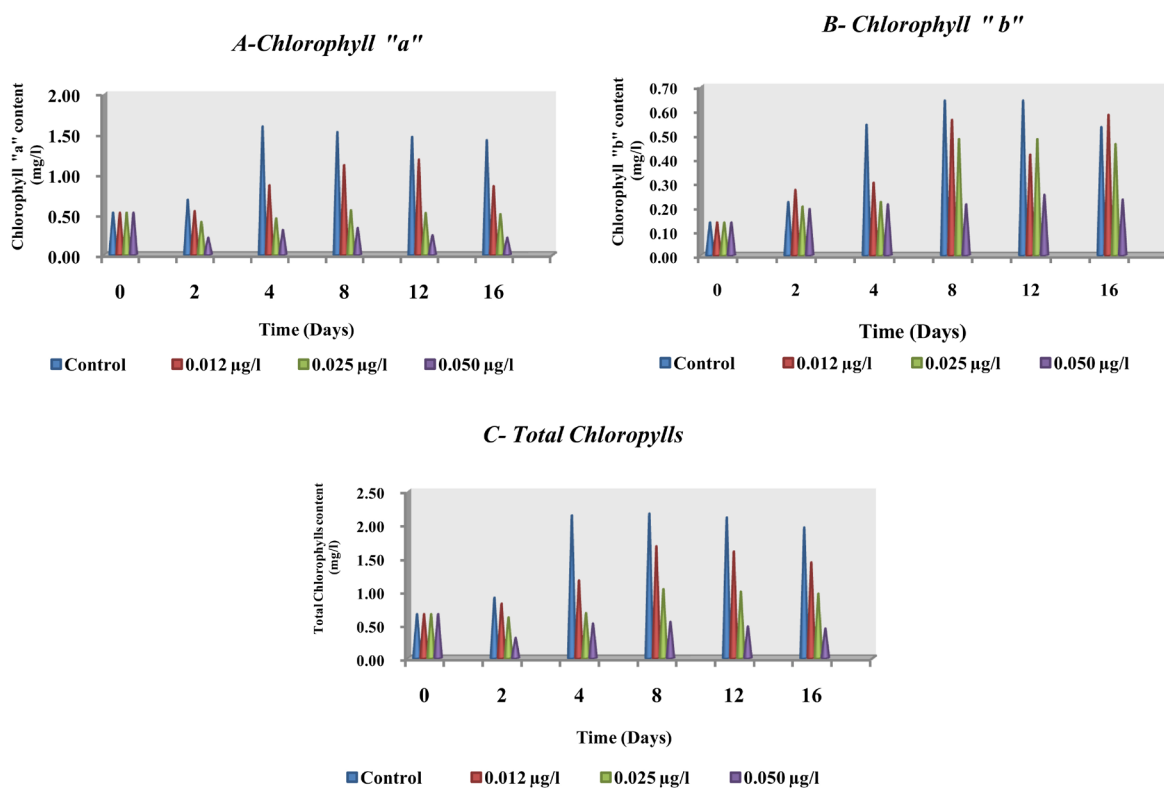 A-Chlorophyll "a"
Chlorophyll "a" content
(mg/l)
2.00
1.50
1.00
0.50
0.00
0 2 4 8 12 16
Time (Days)
Control 0.012 µg/l 0.025 µg/l 0.050 µg/l
B- Chlorophyll " b"
Chlorophyll "b" content
(mg/l)
0.70
0.60
0.50
0.40
0.30
0.20
0.10
0.00
0 2 4 8 12 16
Time (Days)
Control 0.012 µg/l 0.025 µg/l 0.050 µg/l
C- Total Chloropylls
Total Chlorophylls content
(mg/l)
2.50
2.00
1.50
1.00
0.50
0.00
0 2 4 8 12 16
Time (Days)
Control 0.012 µg/l 0.025 µg/l 0.050 µg/l